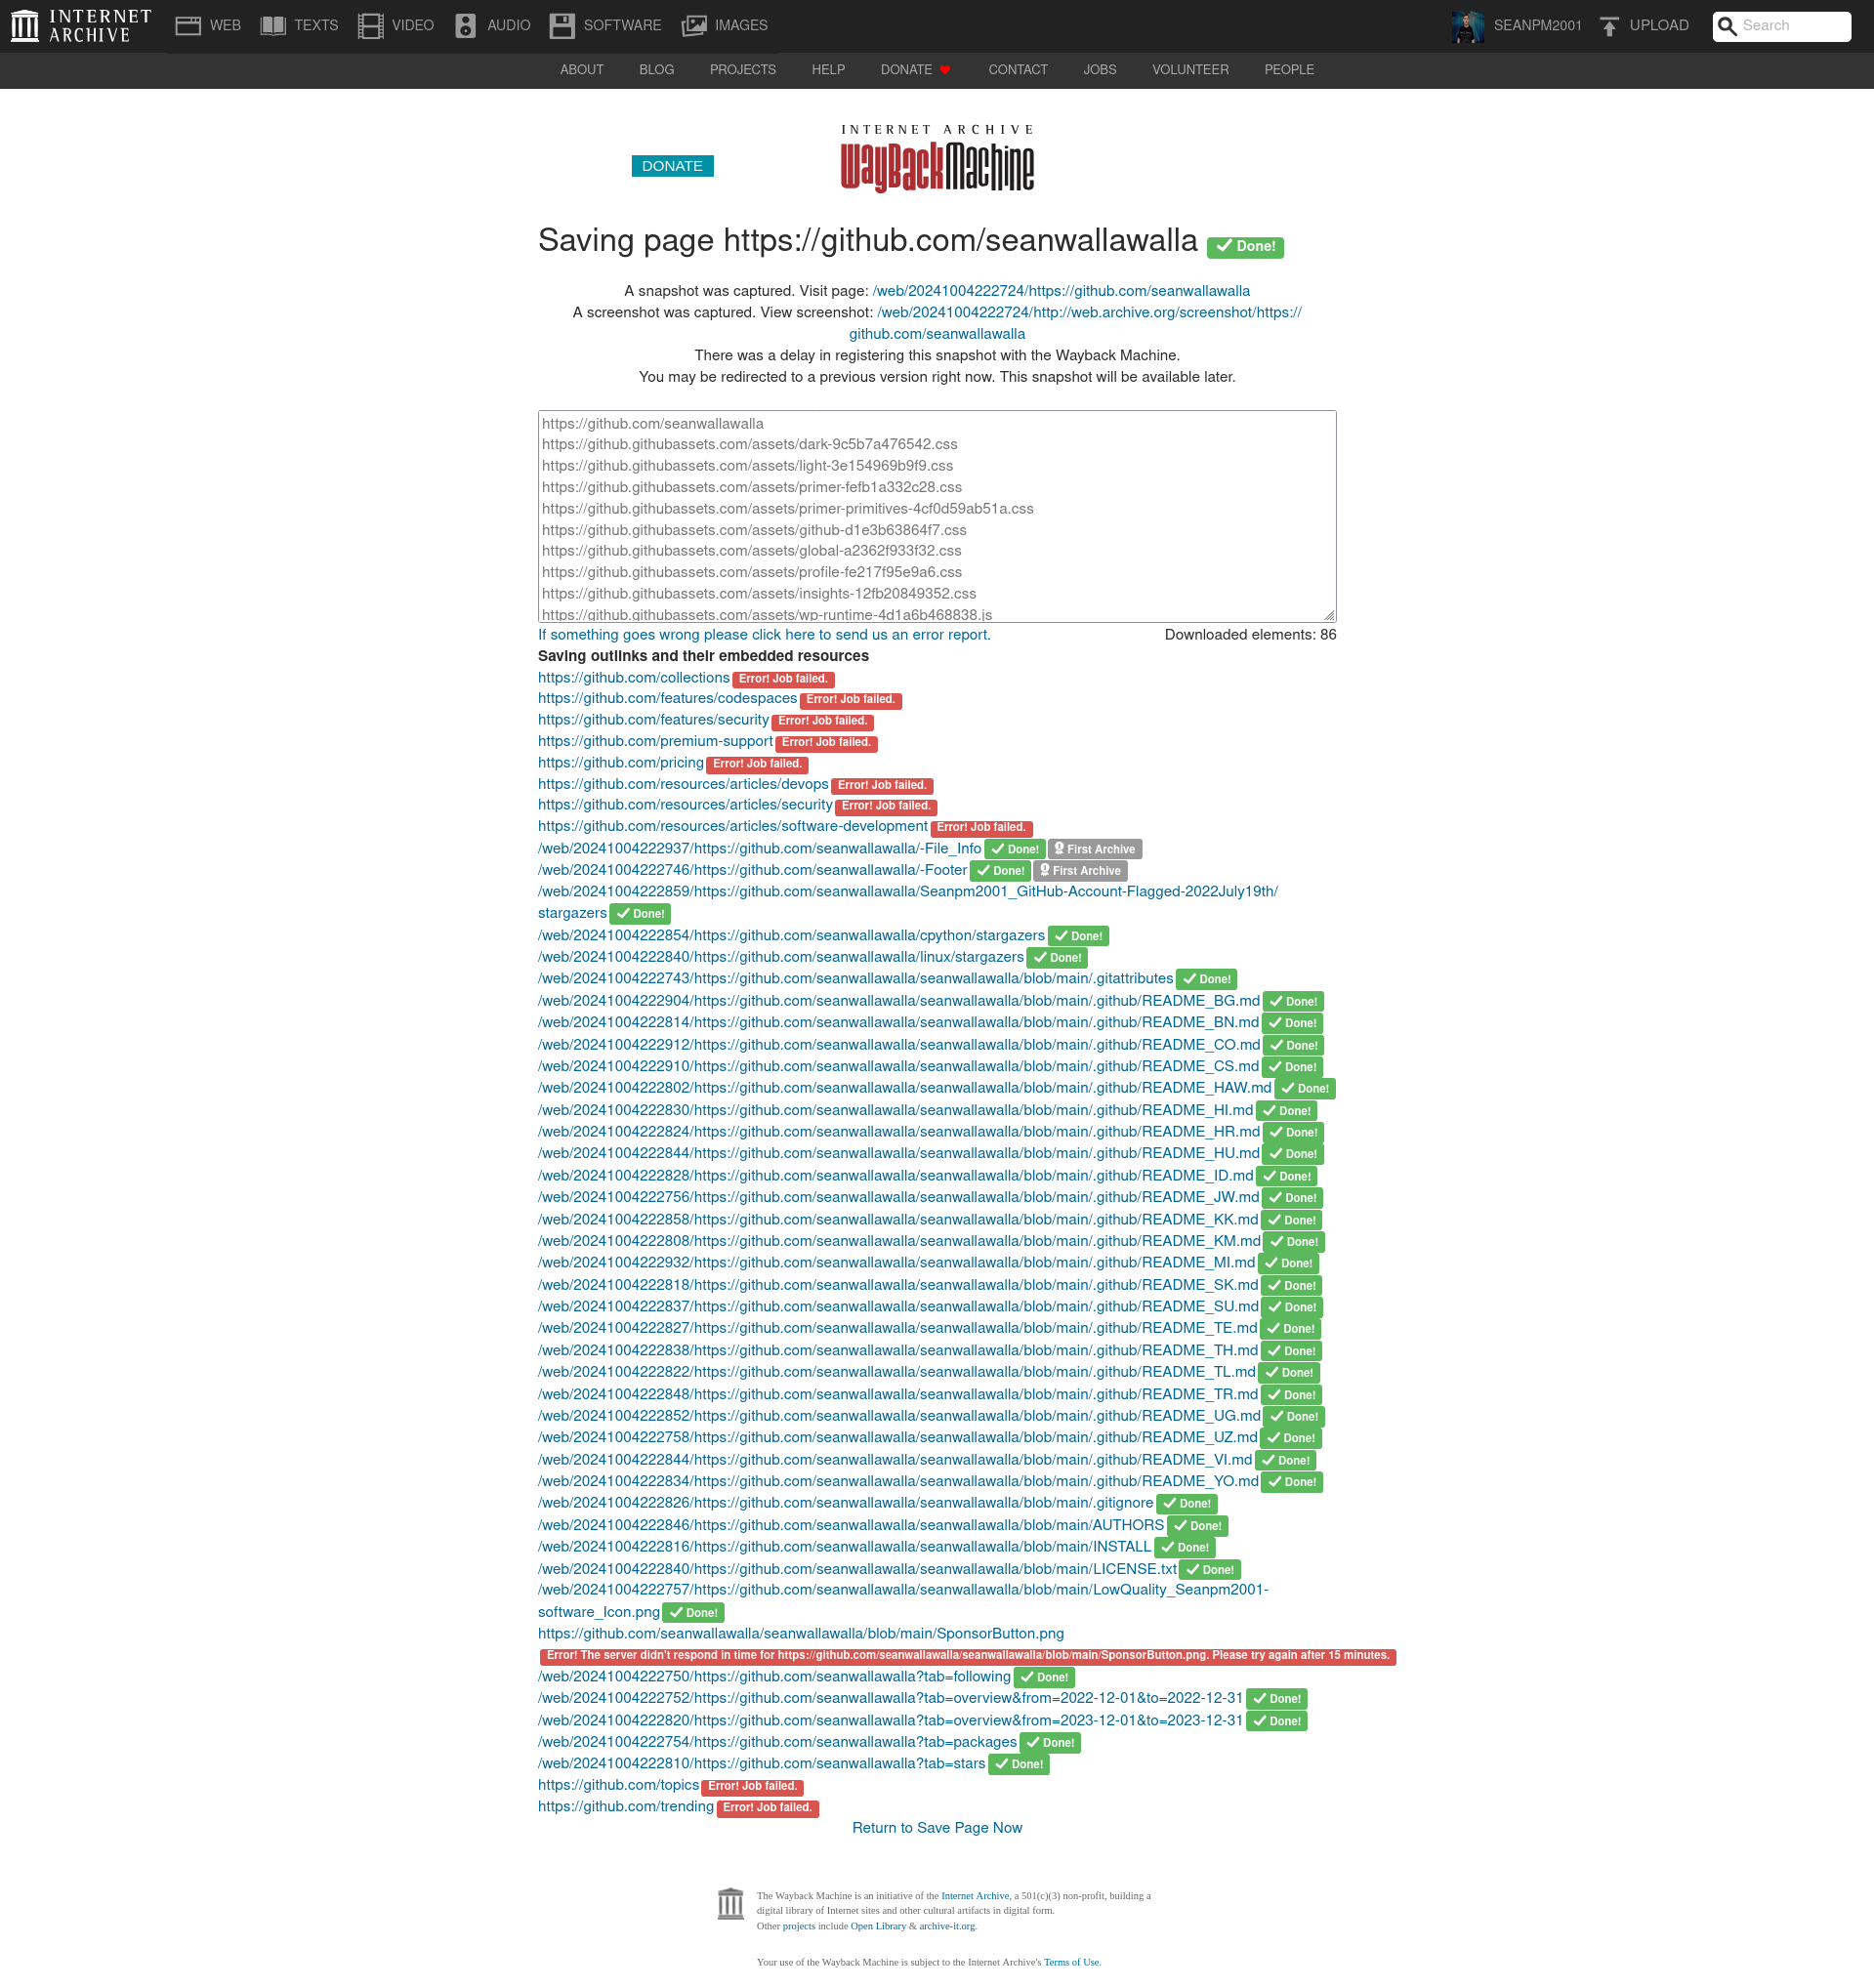 INTERNET ARCHIVE
WEB TEXTS VIDEO AUDIO SOFTWARE IMAGES SEANPM2001 UPLOAD Search
ABOUT BLOG PROJECTS HELP DONATE CONTACT JOBS VOLUNTEER PEOPLE
INTERNET ARCHIVE
WayBackMachine
DONATE
Saving page https://github.com/seanwallawalla Done!
A snapshot was captured. Visit page: /web/20241004222724/https://github.com/seanwallawalla
A screenshot was captured. View screenshot: /web/20241004222724/http://web.archive.org/screenshot/https://
github.com/seanwallawalla
There was a delay in registering this snapshot with the Wayback Machine.
You may be redirected to a previous version right now. This snapshot will be available later.
https://github.com/seanwallawalla
https://github.githubassets.com/assets/dark-9c5b7a476542.css
https://github.githubassets.com/assets/light-3e154969b9f9.css
https://github.githubassets.com/assets/primer-fefb1a332c28.css
https://github.githubassets.com/assets/primer-primitives-4cf0d59ab51a.css
https://github.githubassets.com/assets/github-d1e3b63864f7.css
https://github.githubassets.com/assets/global-a2362f933f32.css
https://github.githubassets.com/assets/profile-fe217f95e9a6.css
https://github.githubassets.com/assets/insights-12fb20849352.css
https://github.githubassets.com/assets/wp-runtime-4d1a6b468838.js
If something goes wrong please click here to send us an error report. Downloaded elements: 86
Saving outlinks and their embedded resources
https://github.com/collections Error! Job failed.
https://github.com/features/codespaces Error! Job failed.
https://github.com/features/security Error! Job failed.
https://github.com/premium-support Error! Job failed.
https://github.com/pricing Error! Job failed.
https://github.com/resources/articles/devops Error! Job failed.
https://github.com/resources/articles/security Error! Job failed.
https://github.com/resources/articles/software-development Error! Job failed.
/web/20241004222937/https://github.com/seanwallawalla/-File_Info Done! First Archive
/web/20241004222746/https://github.com/seanwallawalla/-Footer Done! First Archive
/web/20241004222859/https://github.com/seanwallawalla/Seanpm2001_GitHub-Account-Flagged-2022July19th/
stargazers Done!
/web/20241004222854/https://github.com/seanwallawalla/cpython/stargazers Done!
/web/20241004222840/https://github.com/seanwallawalla/linux/stargazers Done!
/web/20241004222743/https://github.com/seanwallawalla/seanwallawalla/blob/main/.gitattributes Done!
/web/20241004222904/https://github.com/seanwallawalla/seanwallawalla/blob/main/.github/README_BG.md Done!
/web/20241004222814/https://github.com/seanwallawalla/seanwallawalla/blob/main/.github/README_BN.md Done!
/web/20241004222912/https://github.com/seanwallawalla/seanwallawalla/blob/main/.github/README_CO.md Done!
/web/20241004222910/https://github.com/seanwallawalla/seanwallawalla/blob/main/.github/README_CS.md Done!
/web/20241004222802/https://github.com/seanwallawalla/seanwallawalla/blob/main/.github/README_HAW.md Done!
/web/20241004222830/https://github.com/seanwallawalla/seanwallawalla/blob/main/.github/README_HI.md Done!
/web/20241004222824/https://github.com/seanwallawalla/seanwallawalla/blob/main/.github/README_HR.md Done!
/web/20241004222844/https://github.com/seanwallawalla/seanwallawalla/blob/main/.github/README_HU.md Done!
/web/20241004222828/https://github.com/seanwallawalla/seanwallawalla/blob/main/.github/README_ID.md Done!
/web/20241004222756/https://github.com/seanwallawalla/seanwallawalla/blob/main/.github/README_JW.md Done!
/web/20241004222858/https://github.com/seanwallawalla/seanwallawalla/blob/main/.github/README_KK.md Done!
/web/20241004222808/https://github.com/seanwallawalla/seanwallawalla/blob/main/.github/README_KM.md Done!
/web/20241004222932/https://github.com/seanwallawalla/seanwallawalla/blob/main/.github/README_MI.md Done!
/web/20241004222818/https://github.com/seanwallawalla/seanwallawalla/blob/main/.github/README_SK.md Done!
/web/20241004222837/https://github.com/seanwallawalla/seanwallawalla/blob/main/.github/README_SU.md Done!
/web/20241004222827/https://github.com/seanwallawalla/seanwallawalla/blob/main/.github/README_TE.md Done!
/web/20241004222838/https://github.com/seanwallawalla/seanwallawalla/blob/main/.github/README_TH.md Done!
/web/20241004222822/https://github.com/seanwallawalla/seanwallawalla/blob/main/.github/README_TL.md Done!
/web/20241004222848/https://github.com/seanwallawalla/seanwallawalla/blob/main/.github/README_TR.md Done!
/web/20241004222852/https://github.com/seanwallawalla/seanwallawalla/blob/main/.github/README_UG.md Done!
/web/20241004222758/https://github.com/seanwallawalla/seanwallawalla/blob/main/.github/README_UZ.md Done!
/web/20241004222844/https://github.com/seanwallawalla/seanwallawalla/blob/main/.github/README_VI.md Done!
/web/20241004222834/https://github.com/seanwallawalla/seanwallawalla/blob/main/.github/README_YO.md Done!
/web/20241004222826/https://github.com/seanwallawalla/seanwallawalla/blob/main/.gitignore Done!
/web/20241004222846/https://github.com/seanwallawalla/seanwallawalla/blob/main/AUTHORS Done!
/web/20241004222816/https://github.com/seanwallawalla/seanwallawalla/blob/main/INSTALL Done!
/web/20241004222840/https://github.com/seanwallawalla/seanwallawalla/blob/main/LICENSE.txt Done!
/web/20241004222757/https://github.com/seanwallawalla/seanwallawalla/blob/main/LowQuality_Seanpm2001-
software_Icon.png Done!
https://github.com/seanwallawalla/seanwallawalla/blob/main/SponsorButton.png
Error! The server didn't respond in time for https://github.com/seanwallawalla/seanwallawalla/blob/main/SponsorButton.png. Please try again after 15 minutes.
/web/20241004222750/https://github.com/seanwallawalla?tab=following Done!
/web/20241004222752/https://github.com/seanwallawalla?tab=overview&from=2022-12-01&to=2022-12-31 Done!
/web/20241004222820/https://github.com/seanwallawalla?tab=overview&from=2023-12-01&to=2023-12-31 Done!
/web/20241004222754/https://github.com/seanwallawalla?tab=packages Done!
/web/20241004222810/https://github.com/seanwallawalla?tab=stars Done!
https://github.com/topics Error! Job failed.
https://github.com/trending Error! Job failed.
Return to Save Page Now
The Wayback Machine is an initiative of the Internet Archive, a 501(c)(3) non-profit, building a
digital library of Internet sites and other cultural artifacts in digital form.
Other projects include Open Library & archive-it.org.
Your use of the Wayback Machine is subject to the Internet Archive's Terms of Use.